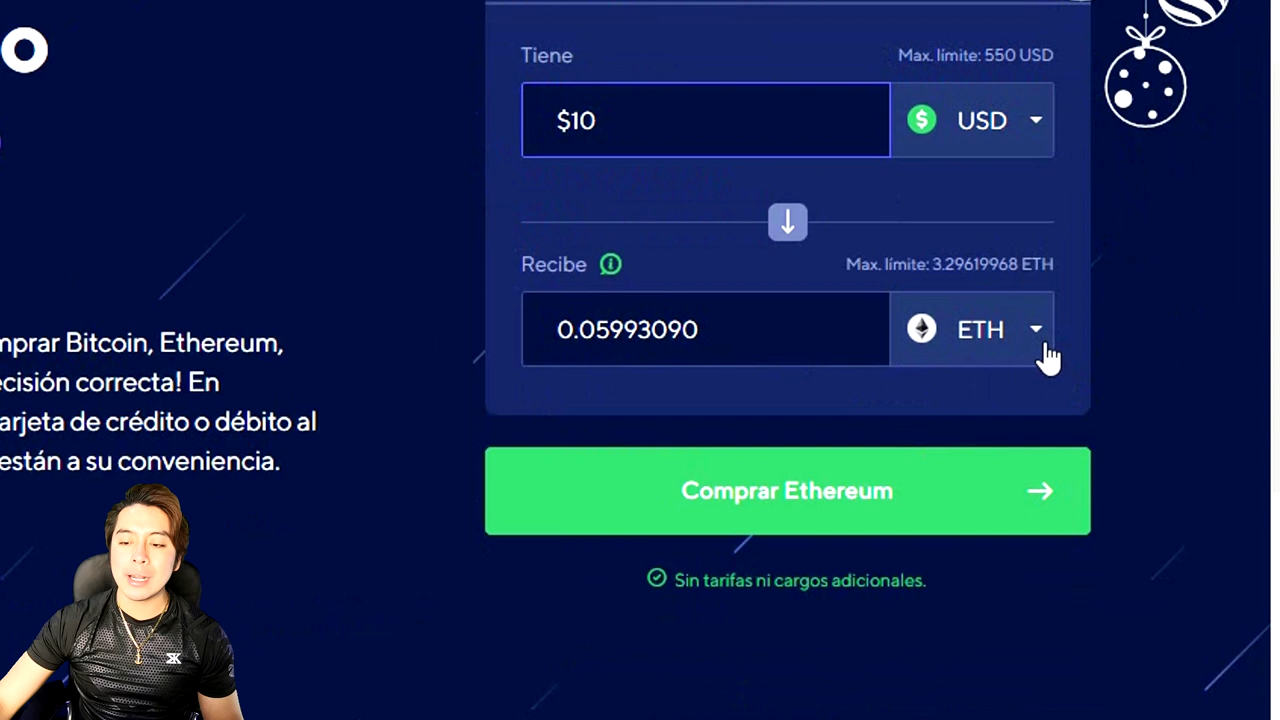 o
Tiene
Max. límite: 550 USD
$10
USD
Recibe
Max. límite: 3.29619968 ETH
0.05993090
ETH
mprar Bitcoin, Ethereum,
ecisión correcta! En
arjeta de crédito o débito al
están a su conveniencia.
Comprar Ethereum
Sin tarifas ni cargos adicionales.